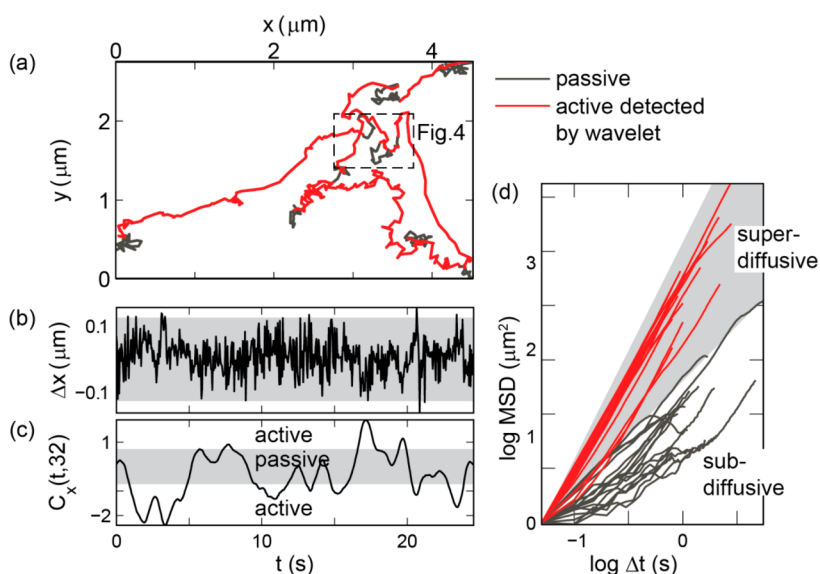 x (μm)
0 2 4
(a)
y (μm)
2
1
0
Fig.4
passive
active detected
by wavelet
(b)
Δx (μm)
0.1
−0.1
(c)
C_x(t,32)
1
−2
active
passive
active
0 10 20
t (s)
(d)
log MSD (μm²)
3
2
1
0
super-
diffusive
sub-
diffusive
−1 0
log Δt (s)